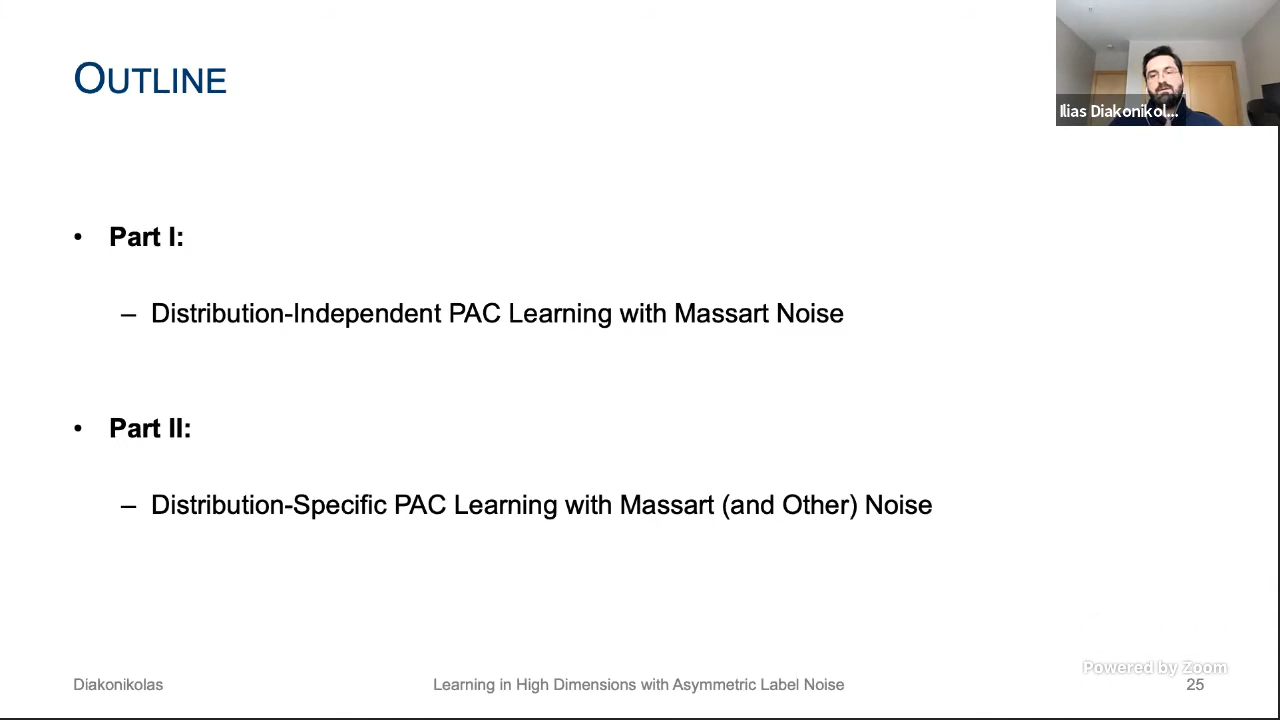 OUTLINE
Ilias Diakonikol...
• Part I:
– Distribution-Independent PAC Learning with Massart Noise
• Part II:
– Distribution-Specific PAC Learning with Massart (and Other) Noise
Powered by Zoom
Diakonikolas Learning in High Dimensions with Asymmetric Label Noise 25